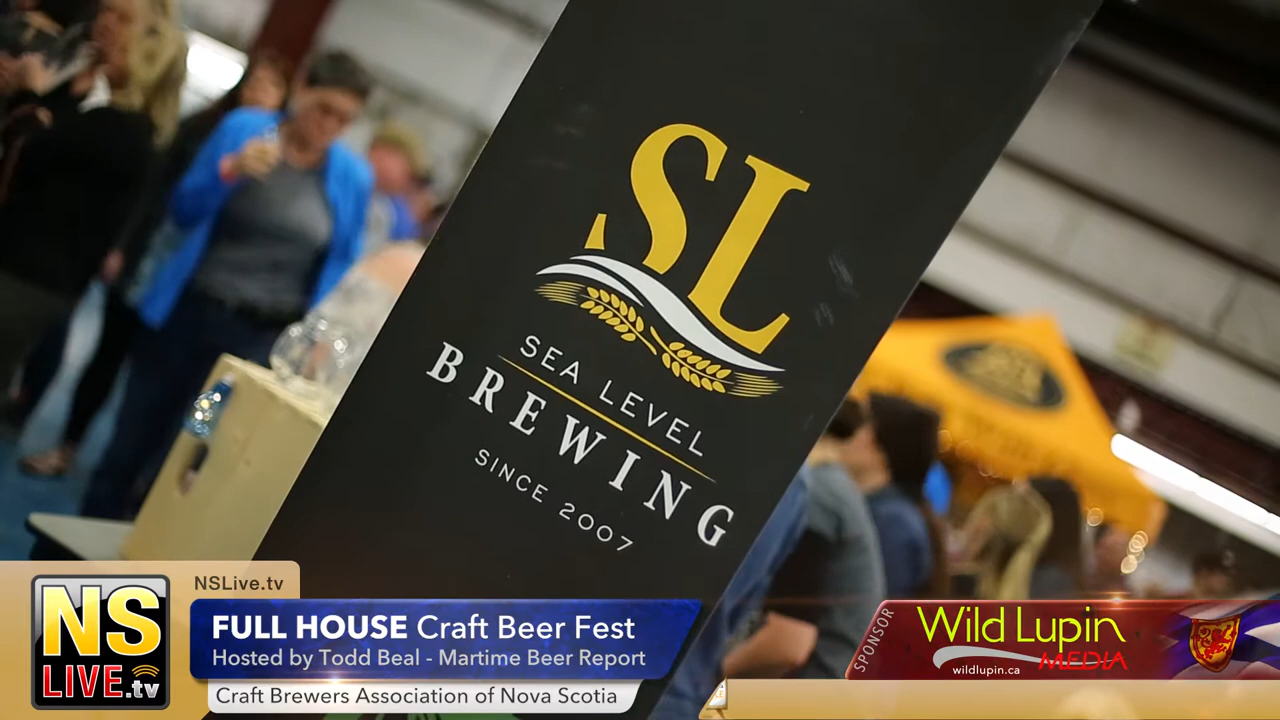 SL
SEA LEVEL
BREWING
SINCE 2007
NSLive.tv
NS
LIVE.tv
FULL HOUSE Craft Beer Fest
Hosted by Todd Beal - Martime Beer Report
Craft Brewers Association of Nova Scotia
SPONSOR
Wild Lupin
MEDIA
wildlupin.ca